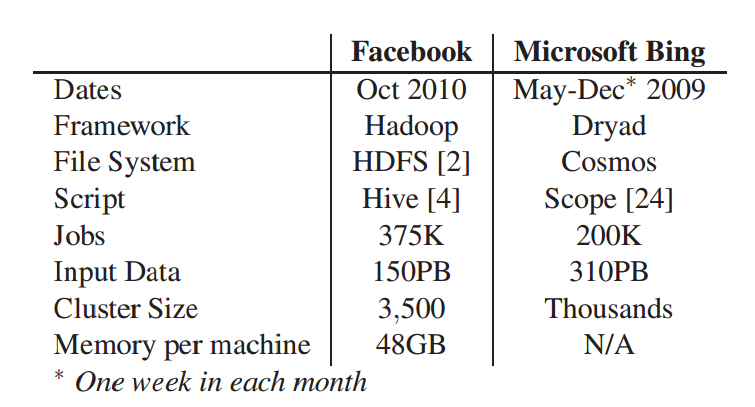 Facebook Microsoft Bing
Dates Oct 2010 May-Dec* 2009
Framework Hadoop Dryad
File System HDFS [2] Cosmos
Script Hive [4] Scope [24]
Jobs 375K 200K
Input Data 150PB 310PB
Cluster Size 3,500 Thousands
Memory per machine 48GB N/A
* One week in each month